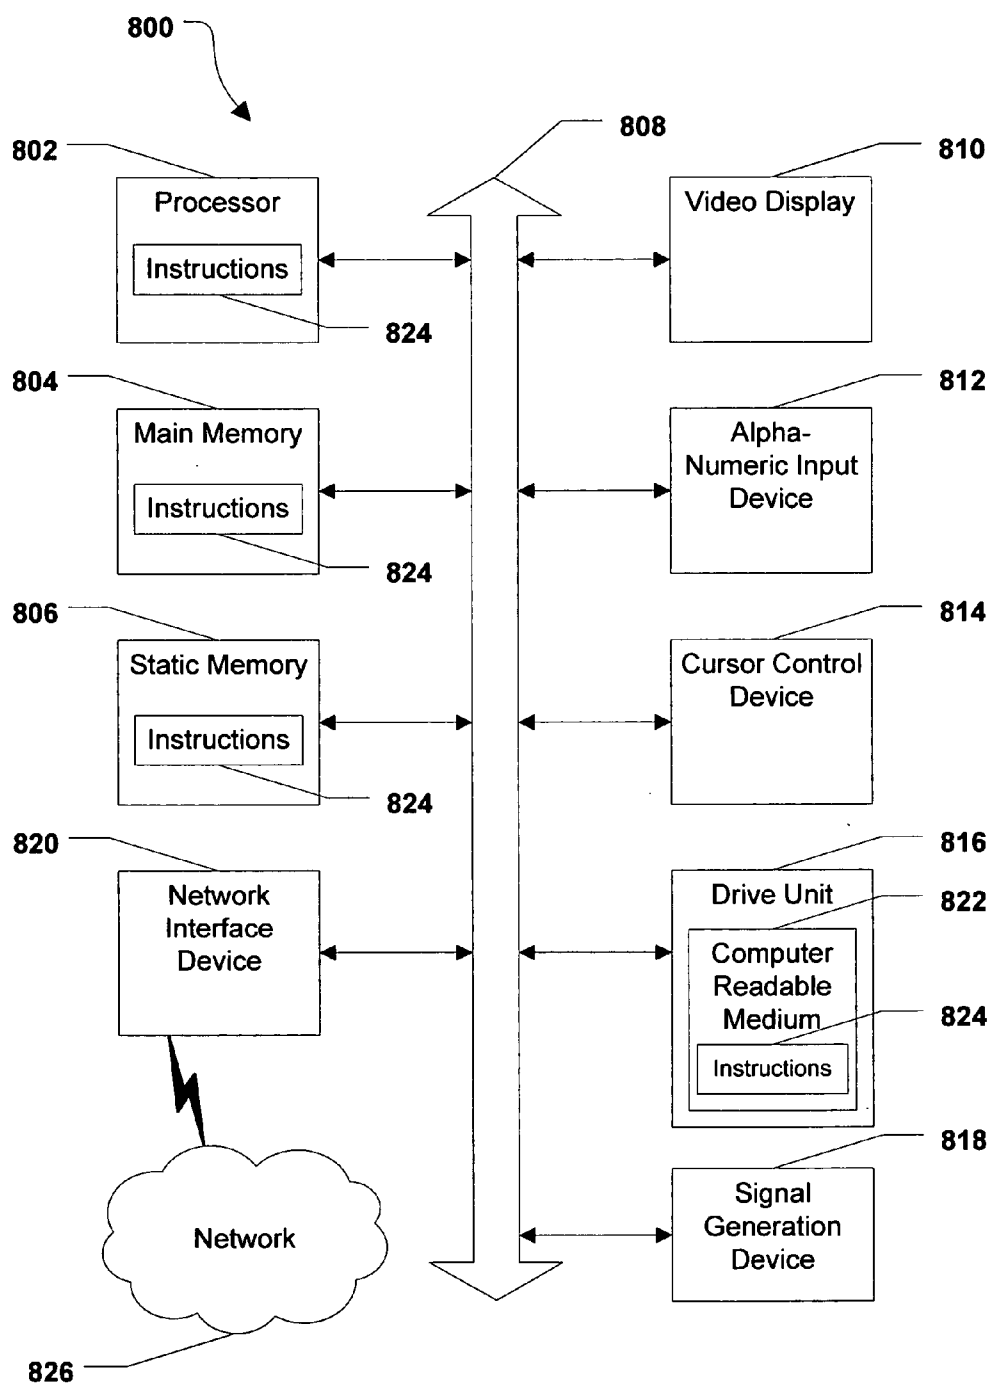 800
808
802
Processor
Instructions
824
810
Video Display
804
Main Memory
Instructions
824
812
Alpha-
Numeric Input
Device
806
Static Memory
Instructions
824
814
Cursor Control
Device
820
Network
Interface
Device
816
Drive Unit
822
Computer
Readable
Medium
824
Instructions
818
Signal
Generation
Device
Network
826